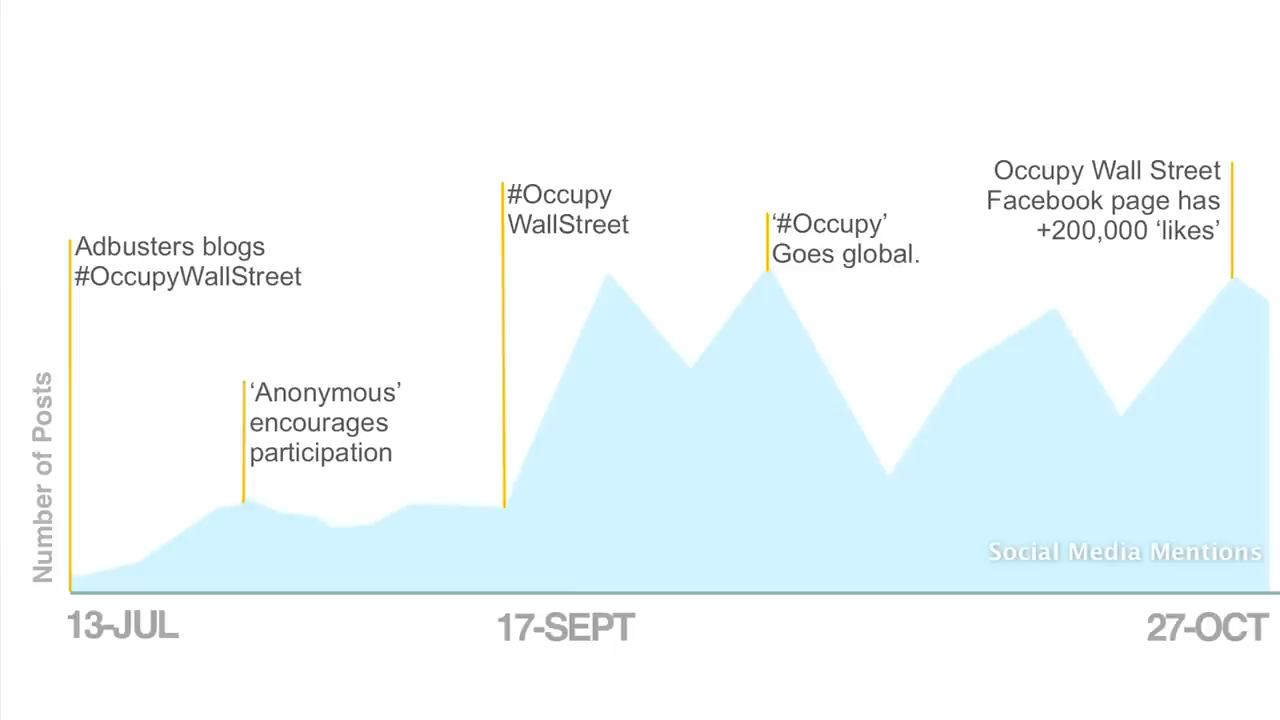 Occupy Wall Street
Facebook page has
+200,000 ‘likes’
#Occupy
WallStreet
‘#Occupy’
Goes global.
Adbusters blogs
#OccupyWallStreet
‘Anonymous’
encourages
participation
Number of Posts
Social Media Mentions
13-JUL
17-SEPT
27-OCT